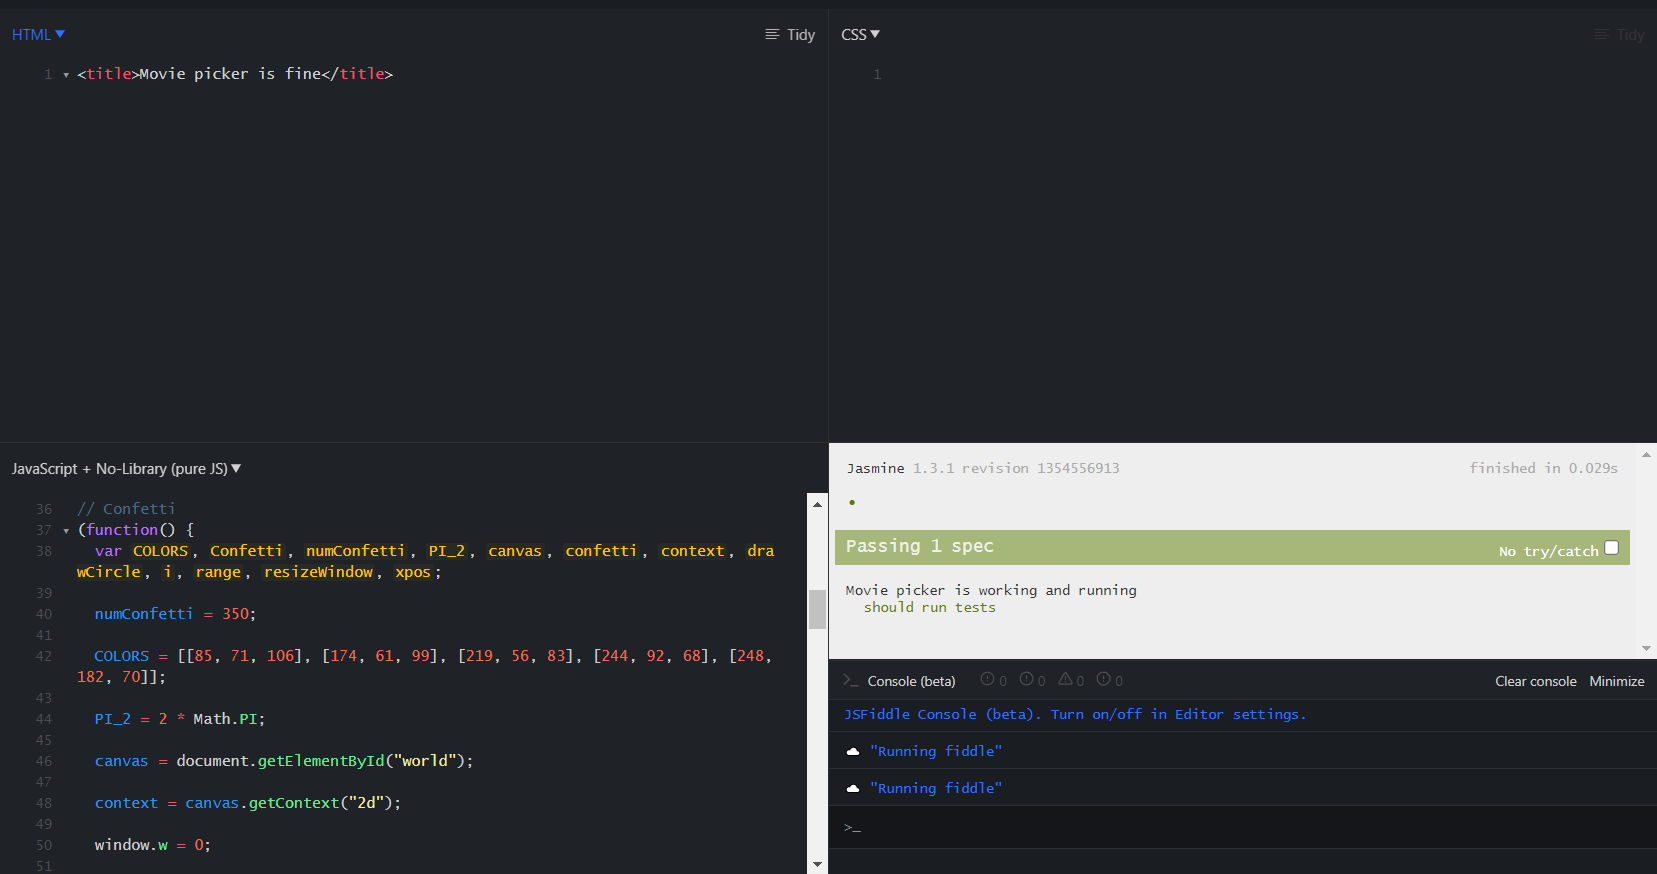 HTML▼
Tidy
1 ▾ <title>Movie picker is fine</title>
CSS▼
Tidy
1
JavaScript + No-Library (pure JS)▼
36 // Confetti
37 ▾ (function() {
38 var COLORS, Confetti, numConfetti, PI_2, canvas, confetti, context, dra
wCircle, i, range, resizeWindow, xpos;
39
40 numConfetti = 350;
41
42 COLORS = [[85, 71, 106], [174, 61, 99], [219, 56, 83], [244, 92, 68], [248,
182, 70]];
43
44 PI_2 = 2 * Math.PI;
45
46 canvas = document.getElementById("world");
47
48 context = canvas.getContext("2d");
49
50 window.w = 0;
51
Jasmine 1.3.1 revision 1354556913
finished in 0.029s
•
Passing 1 spec
No try/catch
Movie picker is working and running
should run tests
>_ Console (beta) 0 0 0 0
Clear console Minimize
JSFiddle Console (beta). Turn on/off in Editor settings.
"Running fiddle"
"Running fiddle"
>_